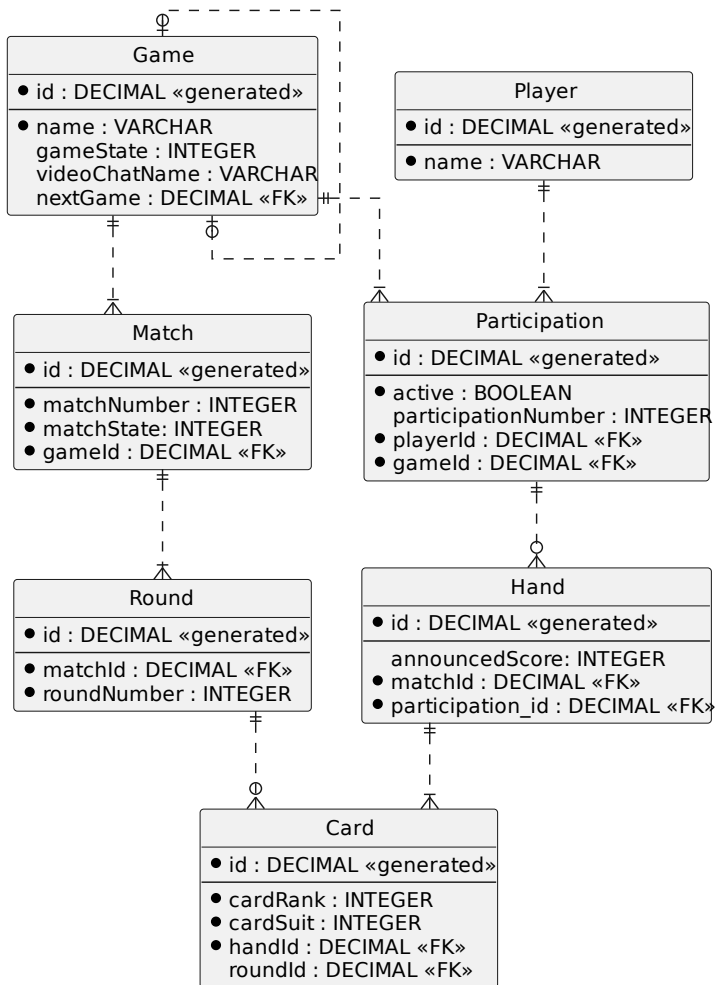 Game
id : DECIMAL «generated»
name : VARCHAR
gameState : INTEGER
videoChatName : VARCHAR
nextGame : DECIMAL «FK»
Player
id : DECIMAL «generated»
name : VARCHAR
Match
id : DECIMAL «generated»
matchNumber : INTEGER
matchState: INTEGER
gameId : DECIMAL «FK»
Participation
id : DECIMAL «generated»
active : BOOLEAN
participationNumber : INTEGER
playerId : DECIMAL «FK»
gameId : DECIMAL «FK»
Round
id : DECIMAL «generated»
matchId : DECIMAL «FK»
roundNumber : INTEGER
Hand
id : DECIMAL «generated»
announcedScore: INTEGER
matchId : DECIMAL «FK»
participation_id : DECIMAL «FK»
Card
id : DECIMAL «generated»
cardRank : INTEGER
cardSuit : INTEGER
handId : DECIMAL «FK»
roundId : DECIMAL «FK»